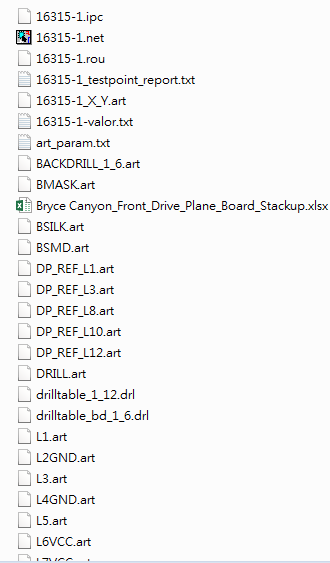 16315-1.ipc
16315-1.net
16315-1.rou
16315-1_testpoint_report.txt
16315-1_X_Y.art
16315-1-valor.txt
art_param.txt
BACKDRILL_1_6.art
BMASK.art
Bryce Canyon_Front_Drive_Plane_Board_Stackup.xlsx
BSILK.art
BSMD.art
DP_REF_L1.art
DP_REF_L3.art
DP_REF_L8.art
DP_REF_L10.art
DP_REF_L12.art
DRILL.art
drilltable_1_12.drl
drilltable_bd_1_6.drl
L1.art
L2GND.art
L3.art
L4GND.art
L5.art
L6VCC.art
L7VCC.art